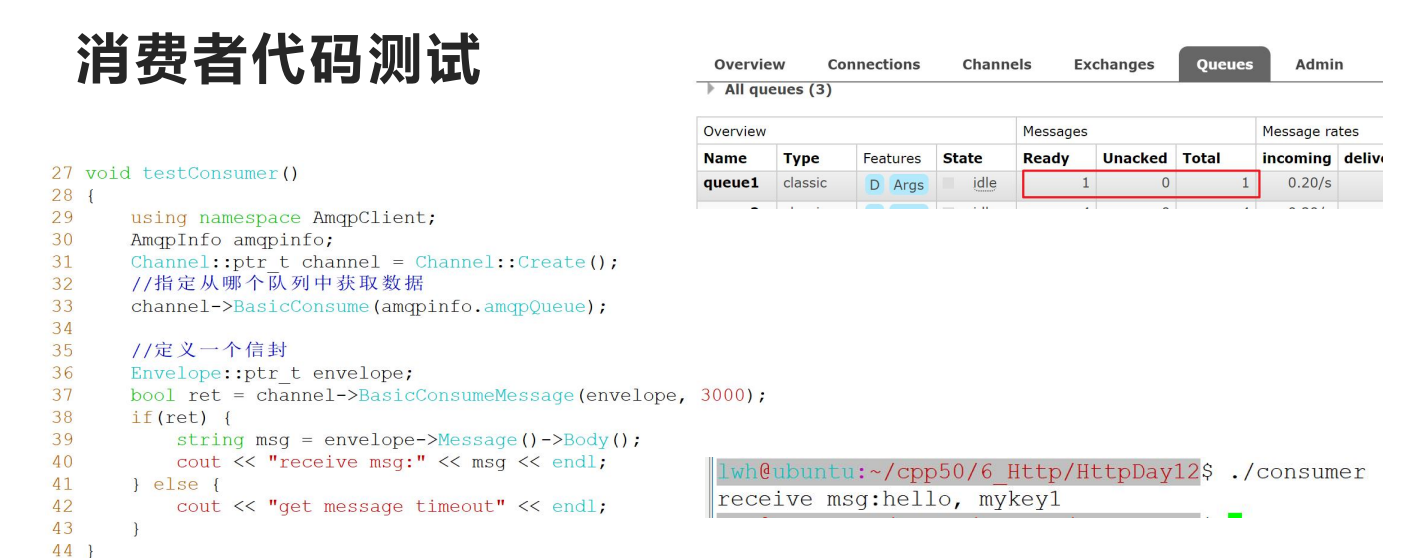 消费者代码测试
Overview Connections Channels Exchanges Queues Admin
All queues (3)
Overview Messages Message rates
Name Type Features State Ready Unacked Total incoming
queue1 classic D Args idle 1 0 1 0.20/s
27 void testConsumer()
28 {
29     using namespace AmqpClient;
30     AmqpInfo amqpinfo;
31     Channel::ptr_t channel = Channel::Create();
32     //指定从哪个队列中获取数据
33     channel->BasicConsume(amqpinfo.amqpQueue);
34
35     //定义一个信封
36     Envelope::ptr_t envelope;
37     bool ret = channel->BasicConsumeMessage(envelope, 3000);
38     if(ret) {
39         string msg = envelope->Message()->Body();
40         cout << "receive msg:" << msg << endl;
41     } else {
42         cout << "get message timeout" << endl;
43     }
44 }
lwh@ubuntu:~/cpp50/6_Http/HttpDay12$ ./consumer
receive msg:hello, mykey1